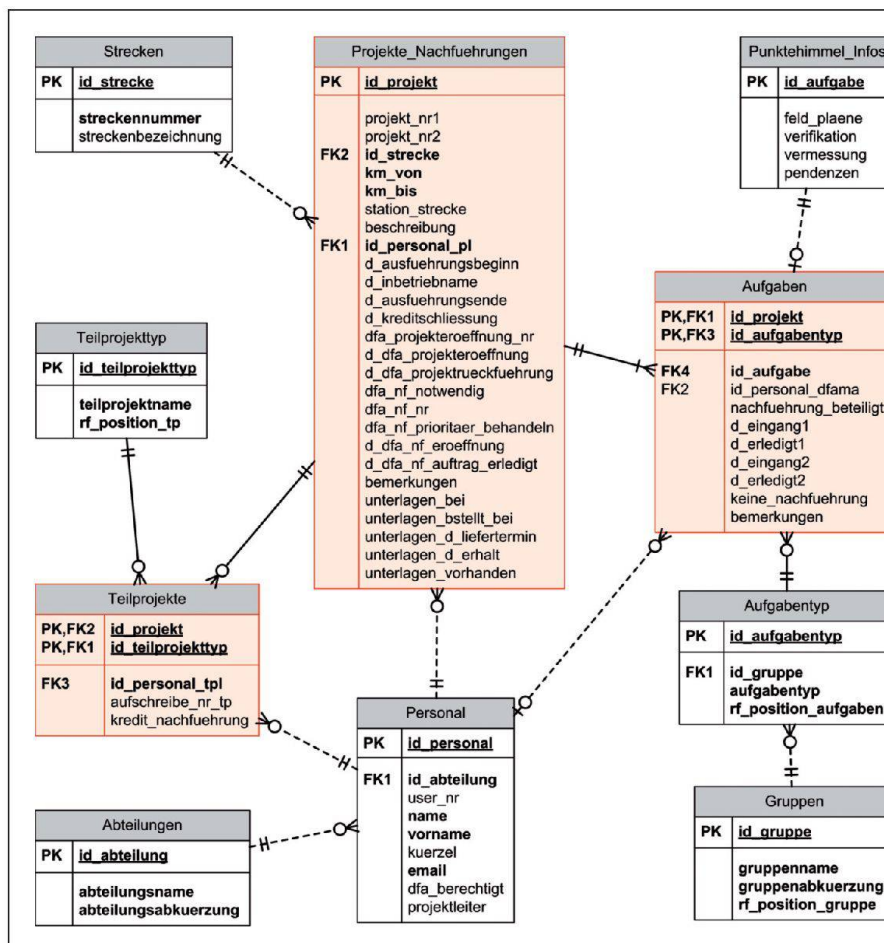 Strecken
PK id_strecke
streckennummer
streckenbezeichnung
Projekte_Nachfuehrungen
PK id_projekt
projekt_nr1
projekt_nr2
FK2 id_strecke
km_von
km_bis
station_strecke
beschreibung
FK1 id_personal_pl
d_ausfuehrungsbeginn
d_inbetriebname
d_ausfuehrungsende
d_kreditschliessung
dfa_projekteroeffnung_nr
d_dfa_projekteroeffnung
d_dfa_projektrueckfuehrung
dfa_nf_notwendig
dfa_nf_nr
dfa_nf_prioritaer_behandeln
d_dfa_nf_eroeffnung
d_dfa_nf_auftrag_erledigt
bemerkungen
unterlagen_bei
unterlagen_bstellt_bei
unterlagen_d_liefertermin
unterlagen_d_erhalt
unterlagen_vorhanden
Punktehimmel_Infos
PK id_aufgabe
feld_plaene
verifikation
vermessung
pendenzen
Aufgaben
PK,FK1 id_projekt
PK,FK3 id_aufgabentyp
FK4 id_aufgabe
FK2 id_personal_dfama
nachfuehrung_beteiligt
d_eingang1
d_erledigt1
d_eingang2
d_erledigt2
keine_nachfuehrung
bemerkungen
Teilprojekttyp
PK id_teilprojekttyp
teilprojektname
rf_position_tp
Teilprojekte
PK,FK2 id_projekt
PK,FK1 id_teilprojekttyp
FK3 id_personal_tpl
aufschreibe_nr_tp
kredit_nachfuehrung
Aufgabentyp
PK id_aufgabentyp
FK1 id_gruppe
aufgabentyp
rf_position_aufgaben
Personal
PK id_personal
FK1 id_abteilung
user_nr
name
vorname
kuerzel
email
dfa_berechtigt
projektleiter
Abteilungen
PK id_abteilung
abteilungsname
abteilungsabkuerzung
Gruppen
PK id_gruppe
gruppenname
gruppenabkuerzung
rf_position_gruppe